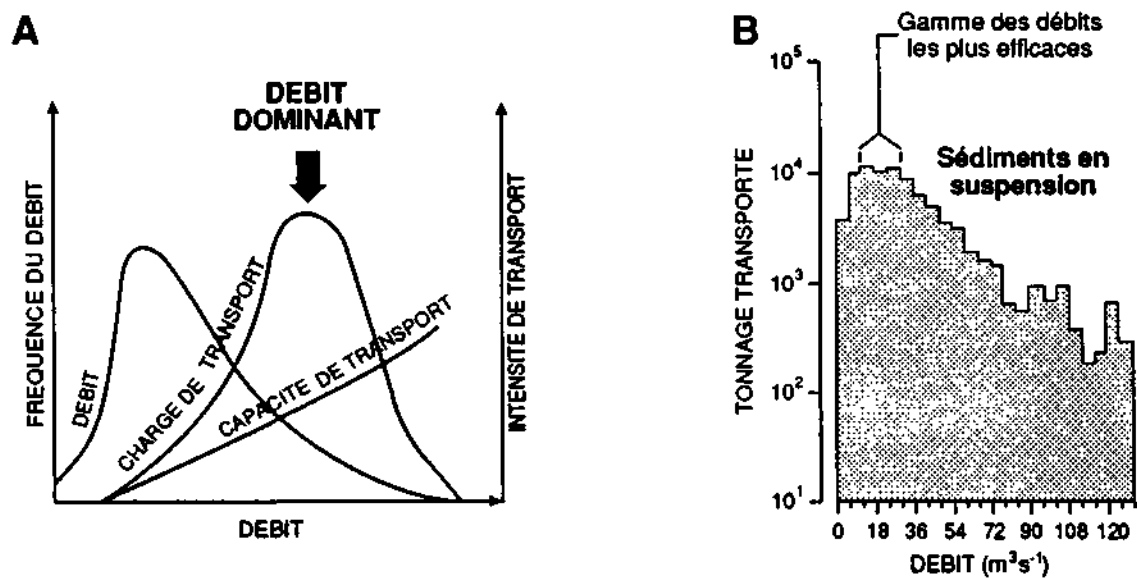 A
DEBIT
DOMINANT
FREQUENCE DU DEBIT
DEBIT
CHARGE DE TRANSPORT
CAPACITE DE TRANSPORT
INTENSITE DE TRANSPORT
DEBIT
B
Gamme des débits
les plus efficaces
Sédiments en
suspension
TONNAGE TRANSPORTE
10⁵
10⁴
10³
10²
10¹
0 18 36 54 72 90 108 120
DEBIT (m³s⁻¹)